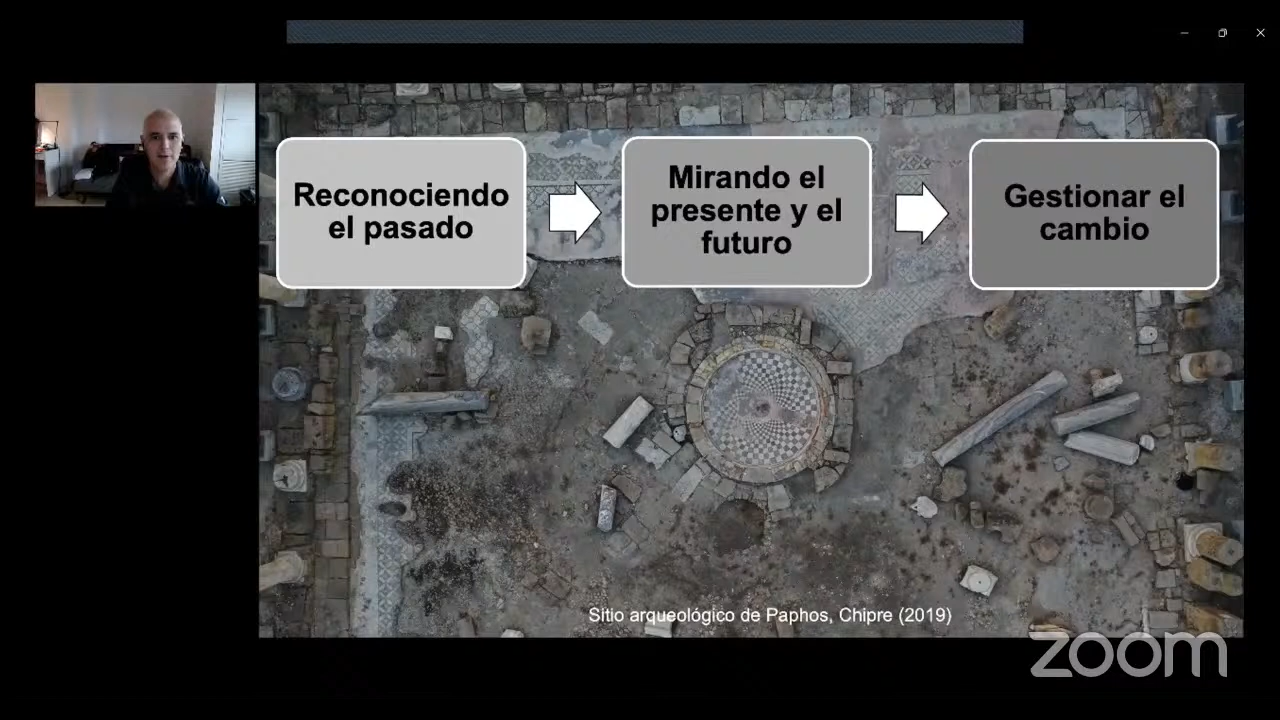 Reconociendo
el pasado
Mirando el
presente y el
futuro
Gestionar el
cambio
Sitio arqueológico de Paphos, Chipre (2019)
zoom